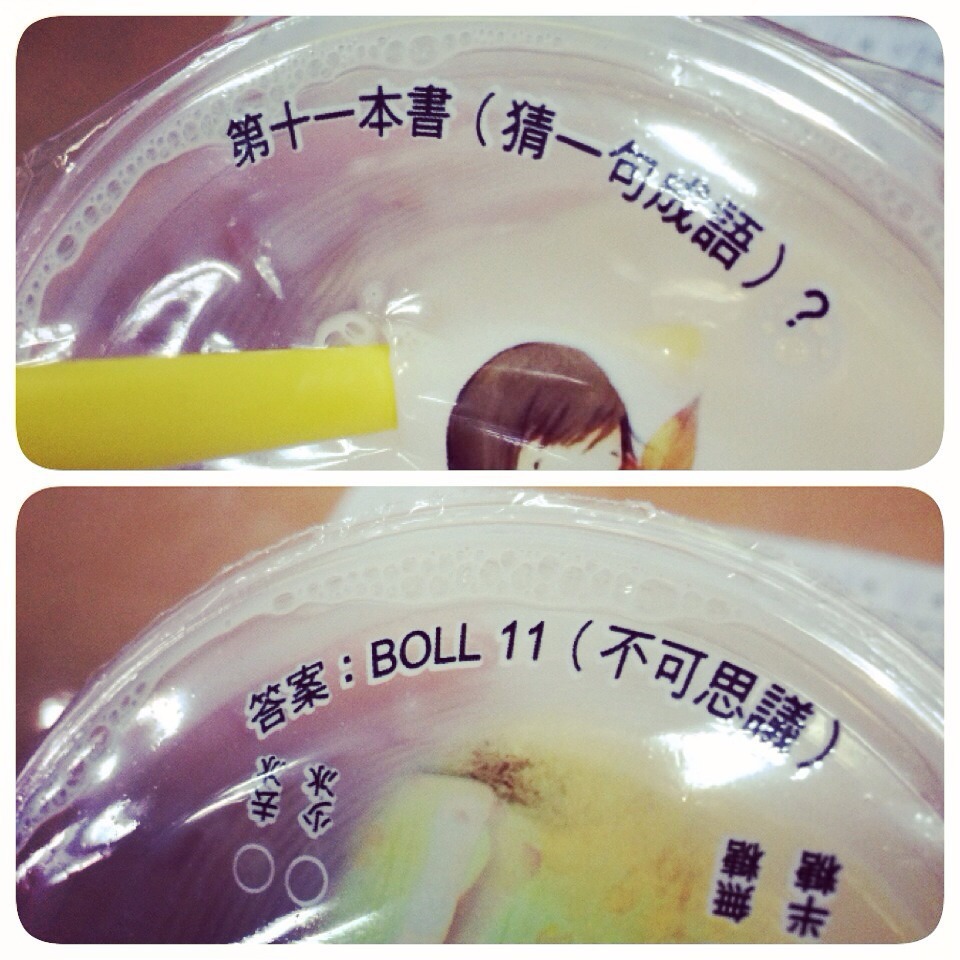 第十一本書（猜一句成語）？
答案：BOLL 11（不可思議）
去冰
少冰
無糖
半糖